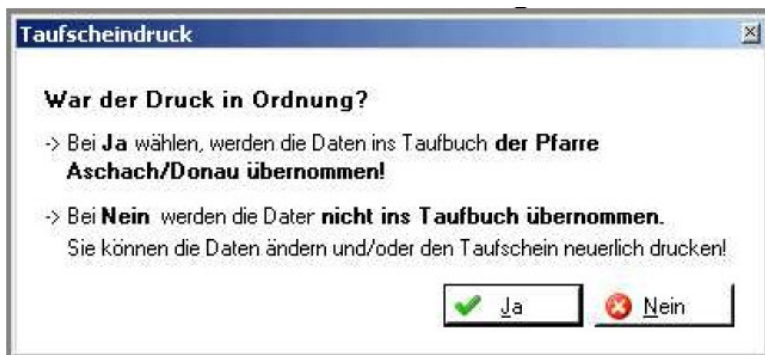 Taufscheindruck
War der Druck in Ordnung?
-> Bei Ja wählen, werden die Daten ins Taufbuch der Pfarre
Aschach/Donau übernommen!
-> Bei Nein werden die Dater nicht ins Taufbuch übernommen.
Sie können die Daten ändern und/oder den Taufschein neuerlich drucken!
Ja Nein